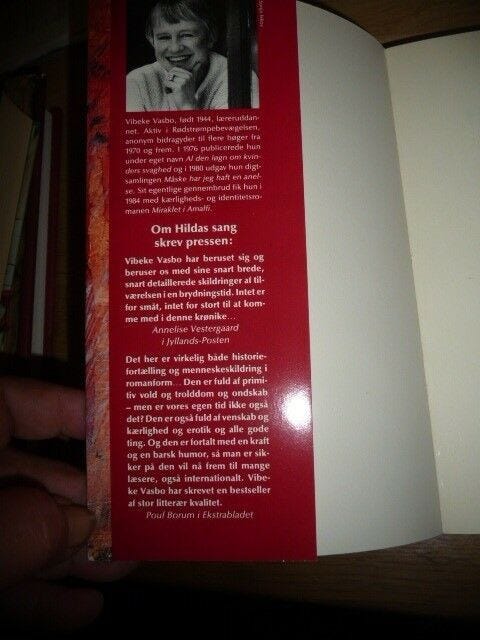 Vibeke Vasbo, født 1944, læreruddan-
net. Aktiv i Rødstrømpebevægelsen,
anonym bidragyder til flere bøger fra
1970 og frem. I 1976 publicerede hun
under eget navn Al den løgn om kvin-
ders svaghed og i 1980 udgav hun digt-
samlingen Måske har jeg haft en anel-
se. Sit egentlige gennembrud fik hun i
1984 med kærligheds- og identitetsro-
manen Miraklet i Amalfi.
Om Hildas sang
skrev pressen:
Vibeke Vasbo har beruset sig og
beruser os med sine snart brede,
snart detaillerede skildringer af til-
værelsen i en brydningstid. Intet er
for småt, intet for stort til at kom-
me med i denne krønike...
Annelise Vestergaard
i Jyllands-Posten
Det her er virkelig både historie-
fortælling og menneskeskildring i
romanform... Den er fuld af primi-
tiv vold og trolddom og ondskab
– men er vores egen tid ikke også
det? Den er også fuld af venskab og
kærlighed og erotik og alle gode
ting. Og den er fortalt med en kraft
og en barsk humor, så man er sik-
ker på den vil nå frem til mange
læsere, også internationalt. Vibe-
ke Vasbo har skrevet en bestseller
af stor litterær kvalitet.
Poul Borum i Ekstrabladet